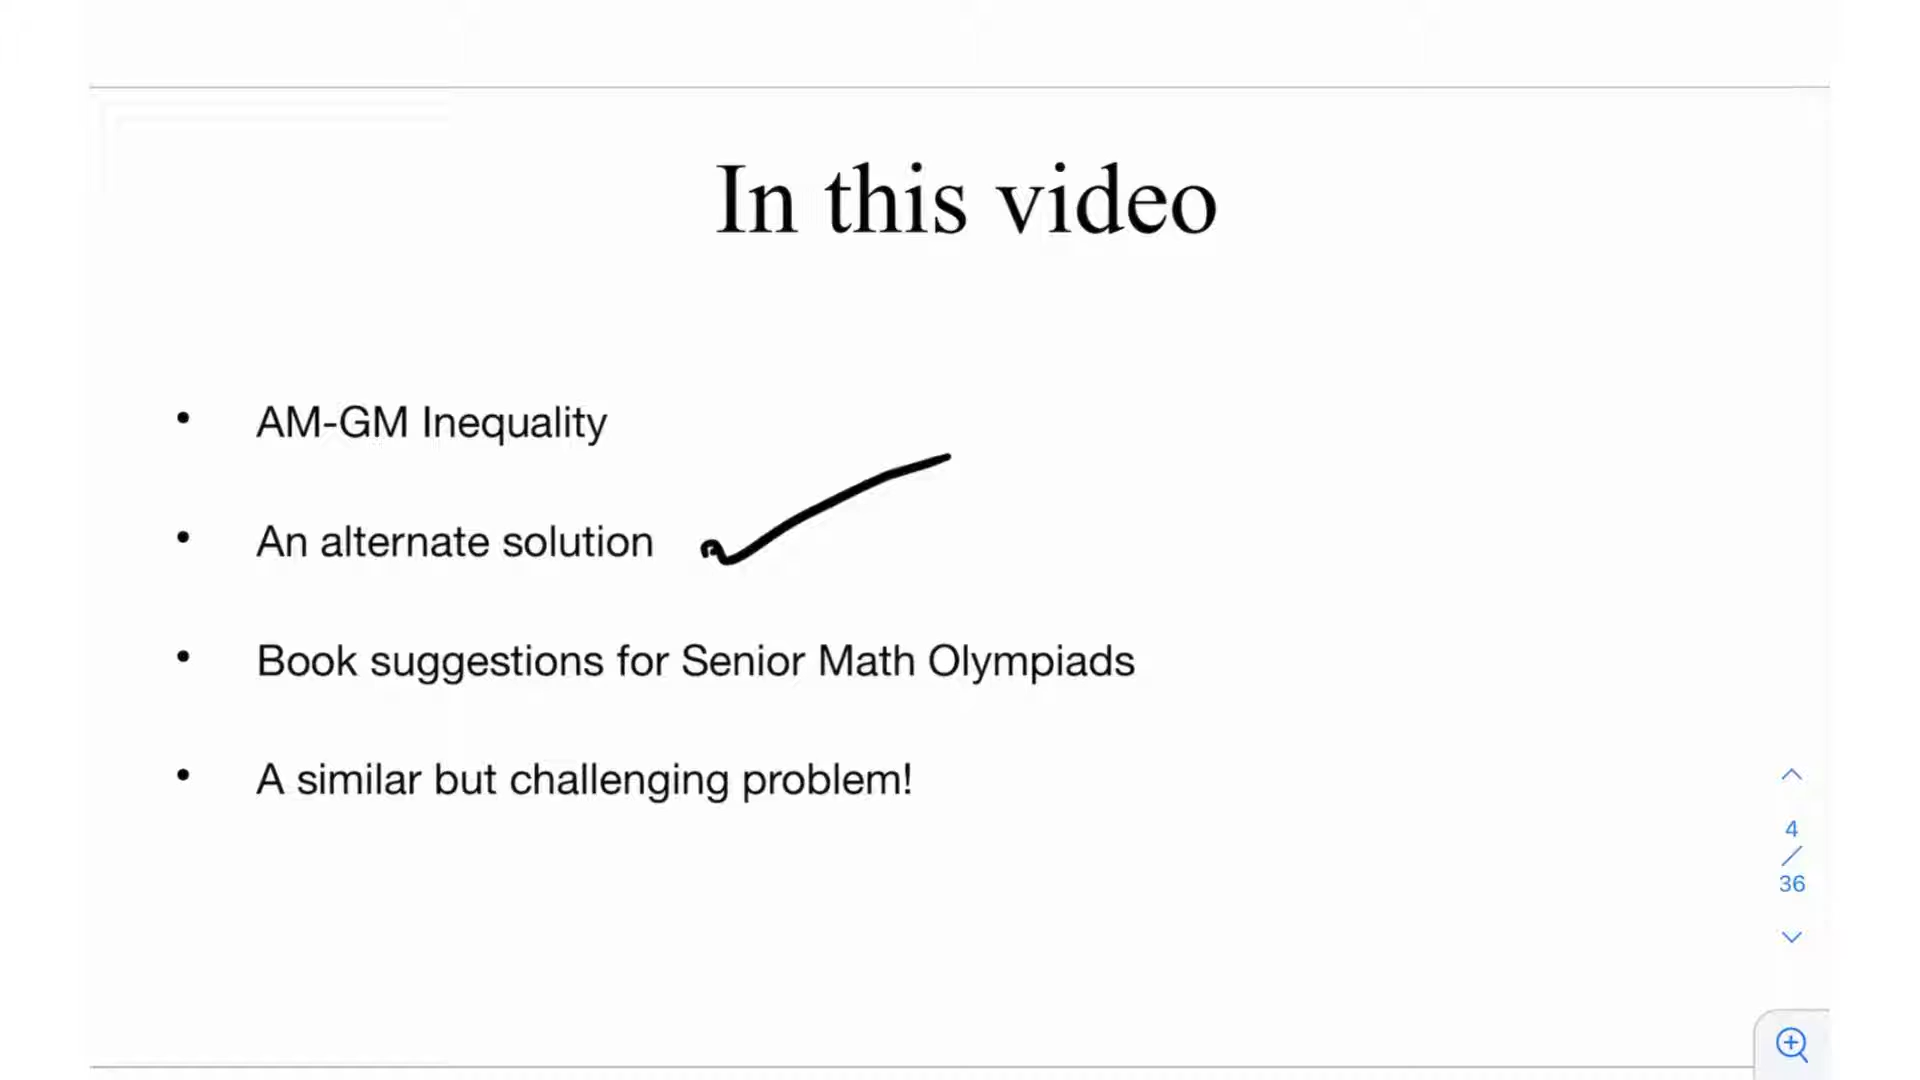 In this video
• AM-GM Inequality
• An alternate solution
• Book suggestions for Senior Math Olympiads
• A similar but challenging problem!
4
/
36